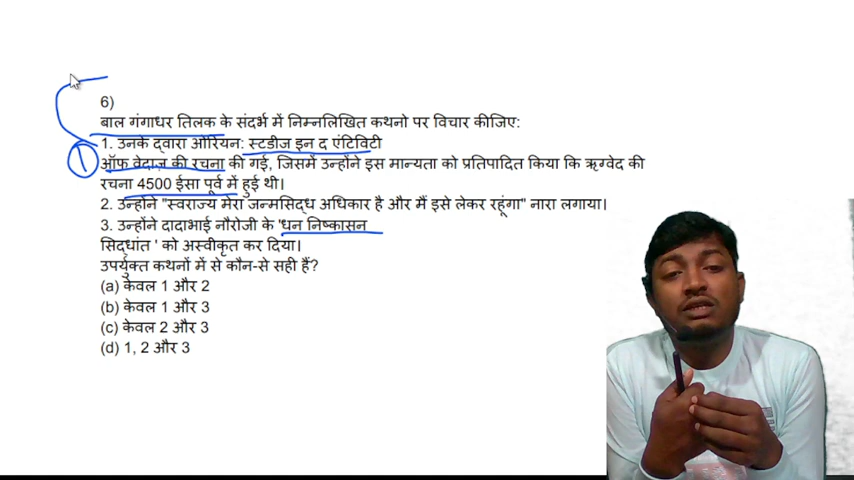 6)
बाल गंगाधर तिलक के संदर्भ में निम्नलिखित कथनो पर विचार कीजिए:
1. उनके द्वारा ओरियन: स्टडीज इन द एंटिविटी
ऑफ वेदाज़ की रचना की गई, जिसमें उन्होंने इस मान्यता को प्रतिपादित किया कि ऋग्वेद की
रचना 4500 ईसा पूर्व में हुई थी।
2. उन्होंने "स्वराज्य मेरा जन्मसिद्ध अधिकार है और मैं इसे लेकर रहूंगा" नारा लगाया।
3. उन्होंने दादाभाई नौरोजी के 'धन निष्कासन
सिद्धांत ' को अस्वीकृत कर दिया।
उपर्युक्त कथनों में से कौन-से सही हैं?
(a) केवल 1 और 2
(b) केवल 1 और 3
(c) केवल 2 और 3
(d) 1, 2 और 3
1